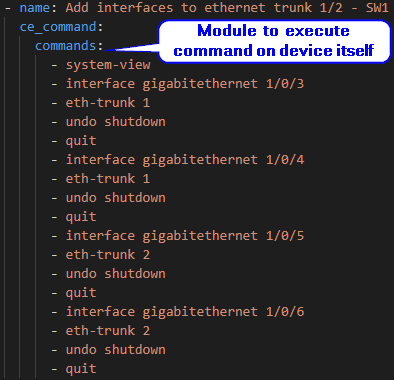 - name: Add interfaces to ethernet trunk 1/2 - SW1
ce_command:
commands:
Module to execute
command on device itself
- system-view
- interface gigabitethernet 1/0/3
- eth-trunk 1
- undo shutdown
- quit
- interface gigabitethernet 1/0/4
- eth-trunk 1
- undo shutdown
- quit
- interface gigabitethernet 1/0/5
- eth-trunk 2
- undo shutdown
- quit
- interface gigabitethernet 1/0/6
- eth-trunk 2
- undo shutdown
- quit